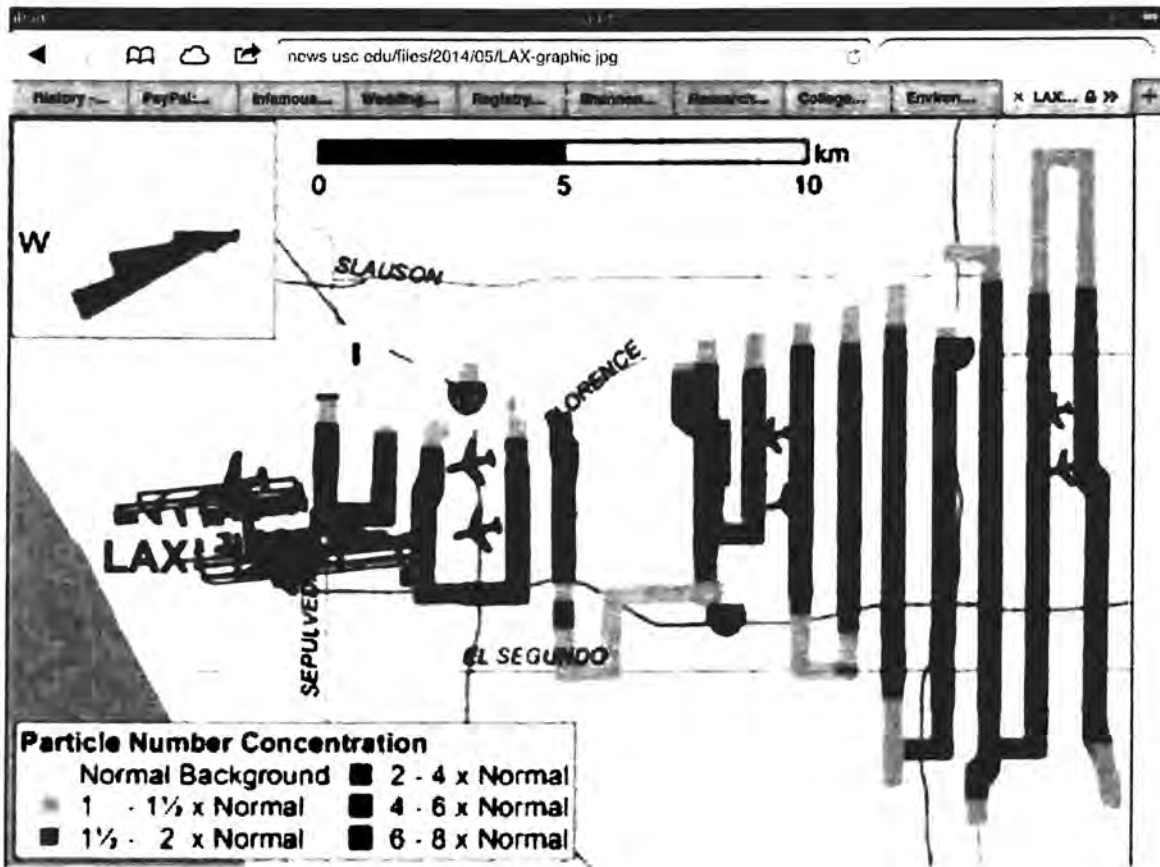 news usc edu/files/2014/05/LAX-graphic jpg
History -... PayPal:... Infamous... Wedding... Registry... Shannon... Research... College... Environ... × LAX... »
+
km
0 5 10
W
SLAUSON
I
LORENCE
LAX
SEPULVED
EL SEGUNDO
Particle Number Concentration
Normal Background
1 - 1½ x Normal
1½ - 2 x Normal
2 - 4 x Normal
4 - 6 x Normal
6 - 8 x Normal